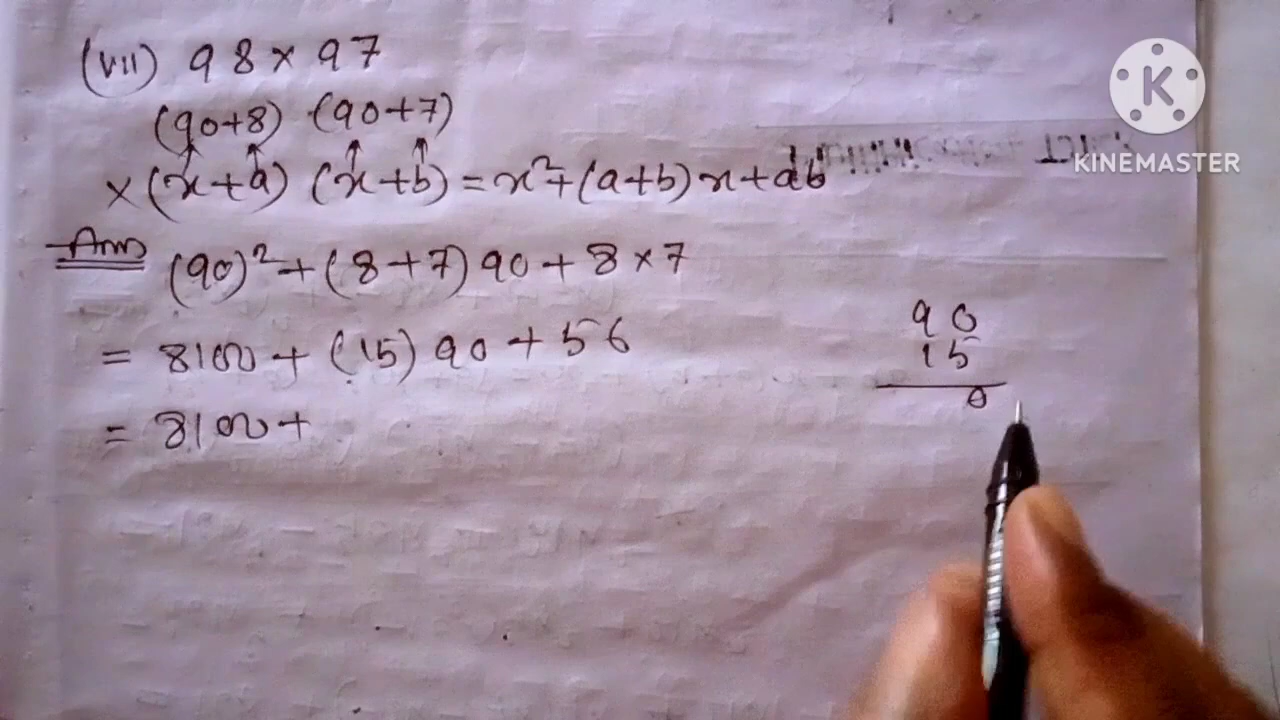 (VII) 98 × 97
(90+8) (90+7)
× (x+a) (x+b) = x²+(a+b)x+ab
Ans (90)²+(8+7)90+8×7
= 8100+(15)90+56
= 8100+
90
15
0
K
KINEMASTER